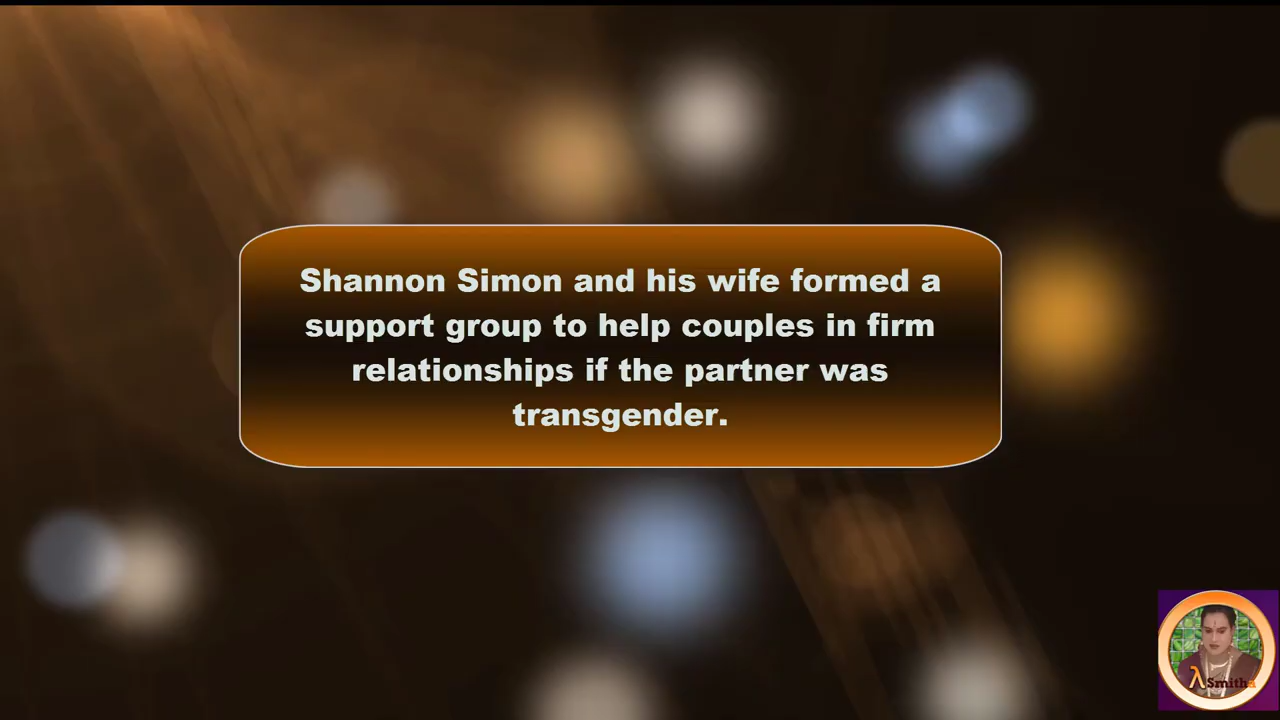 Shannon Simon and his wife formed a
support group to help couples in firm
relationships if the partner was
transgender.
λ Smitha